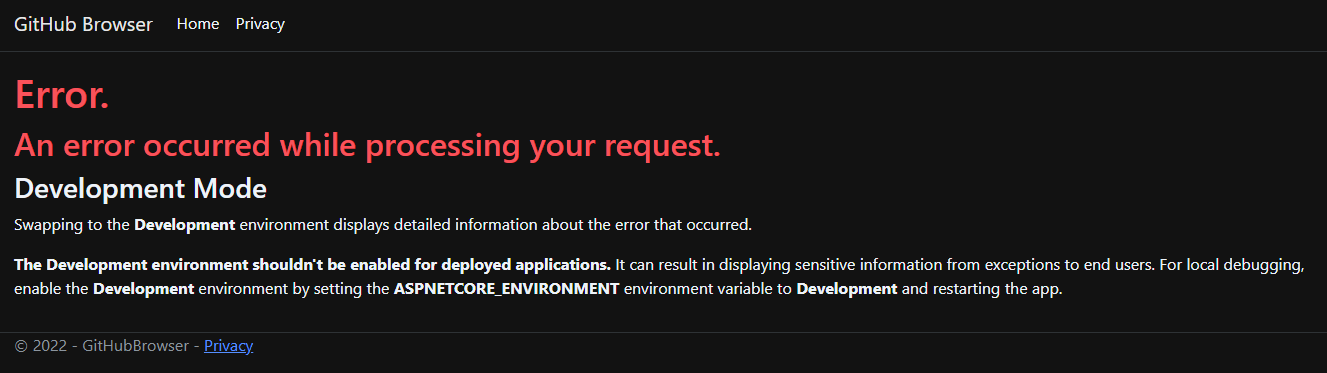 GitHub Browser Home Privacy
Error.
An error occurred while processing your request.
Development Mode
Swapping to the Development environment displays detailed information about the error that occurred.
The Development environment shouldn't be enabled for deployed applications. It can result in displaying sensitive information from exceptions to end users. For local debugging,
enable the Development environment by setting the ASPNETCORE_ENVIRONMENT environment variable to Development and restarting the app.
© 2022 - GitHubBrowser - Privacy